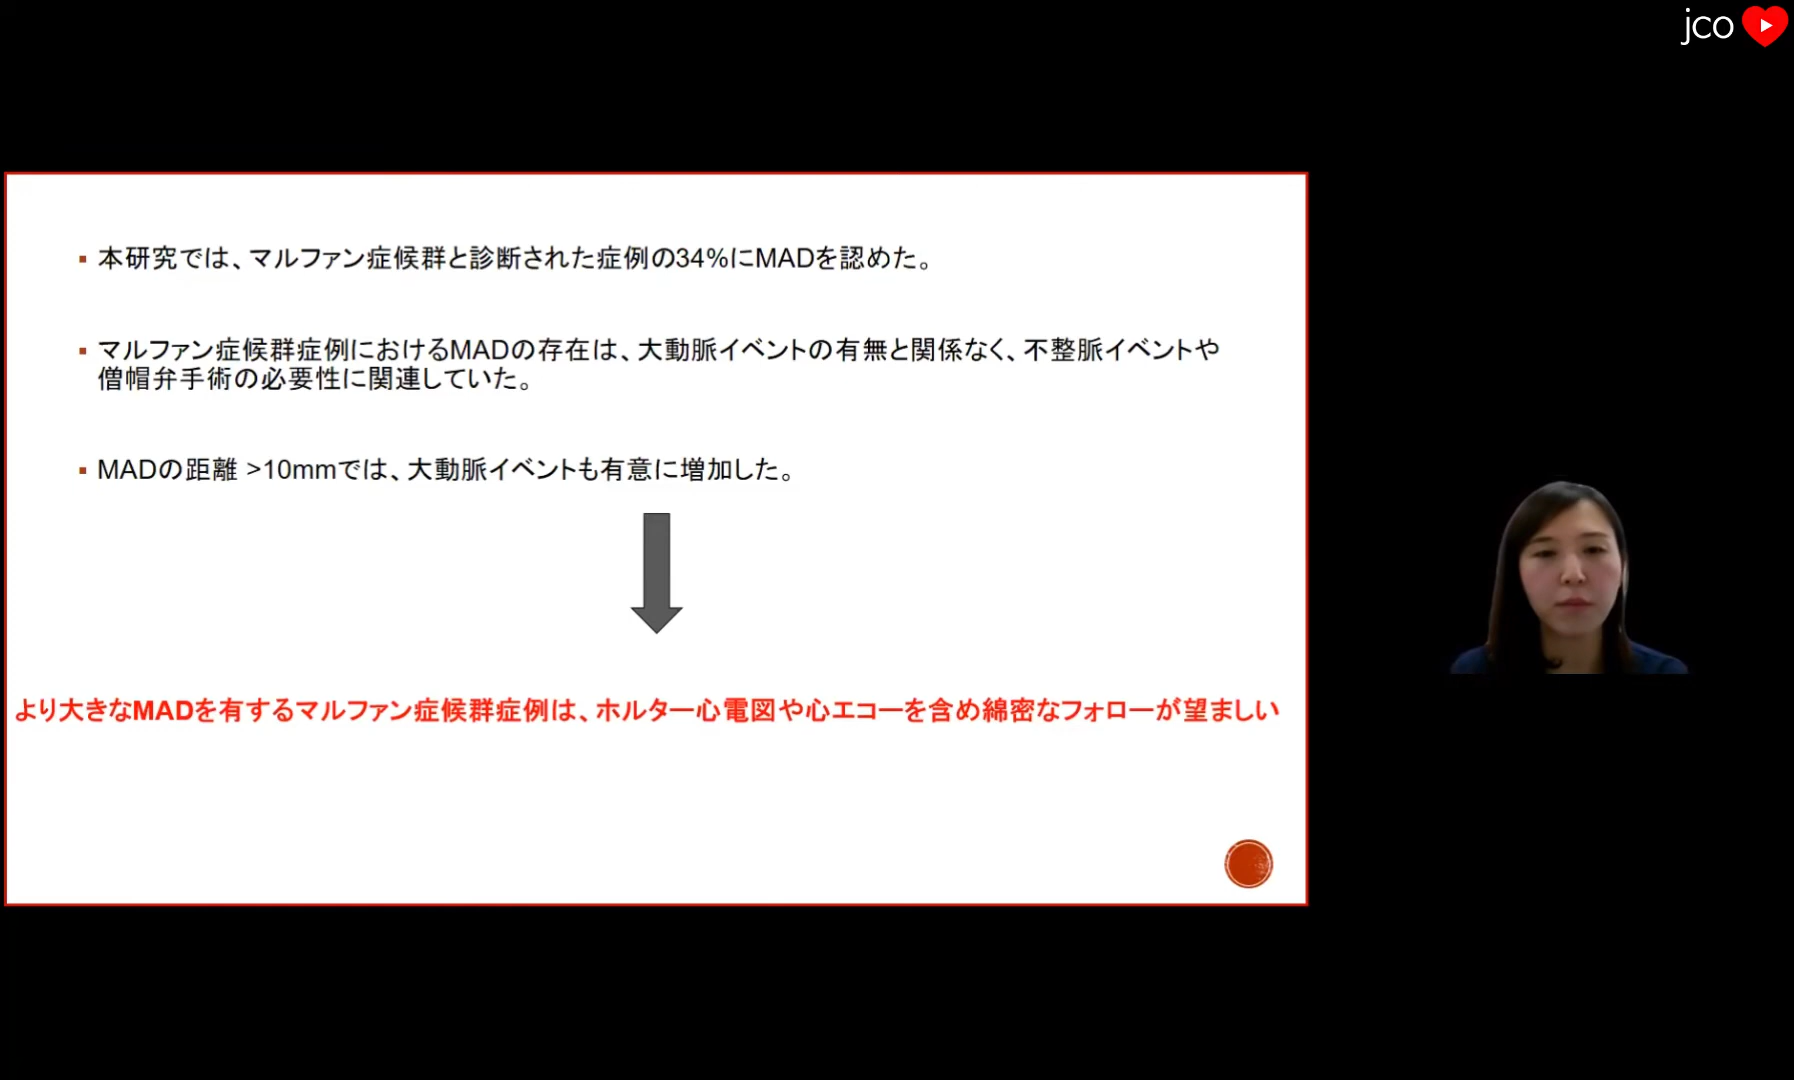 jco
▪ 本研究では、マルファン症候群と診断された症例の34%にMADを認めた。
▪ マルファン症候群症例におけるMADの存在は、大動脈イベントの有無と関係なく、不整脈イベントや
僧帽弁手術の必要性に関連していた。
▪ MADの距離 >10mmでは、大動脈イベントも有意に増加した。
より大きなMADを有するマルファン症候群症例は、ホルター心電図や心エコーを含め綿密なフォローが望ましい